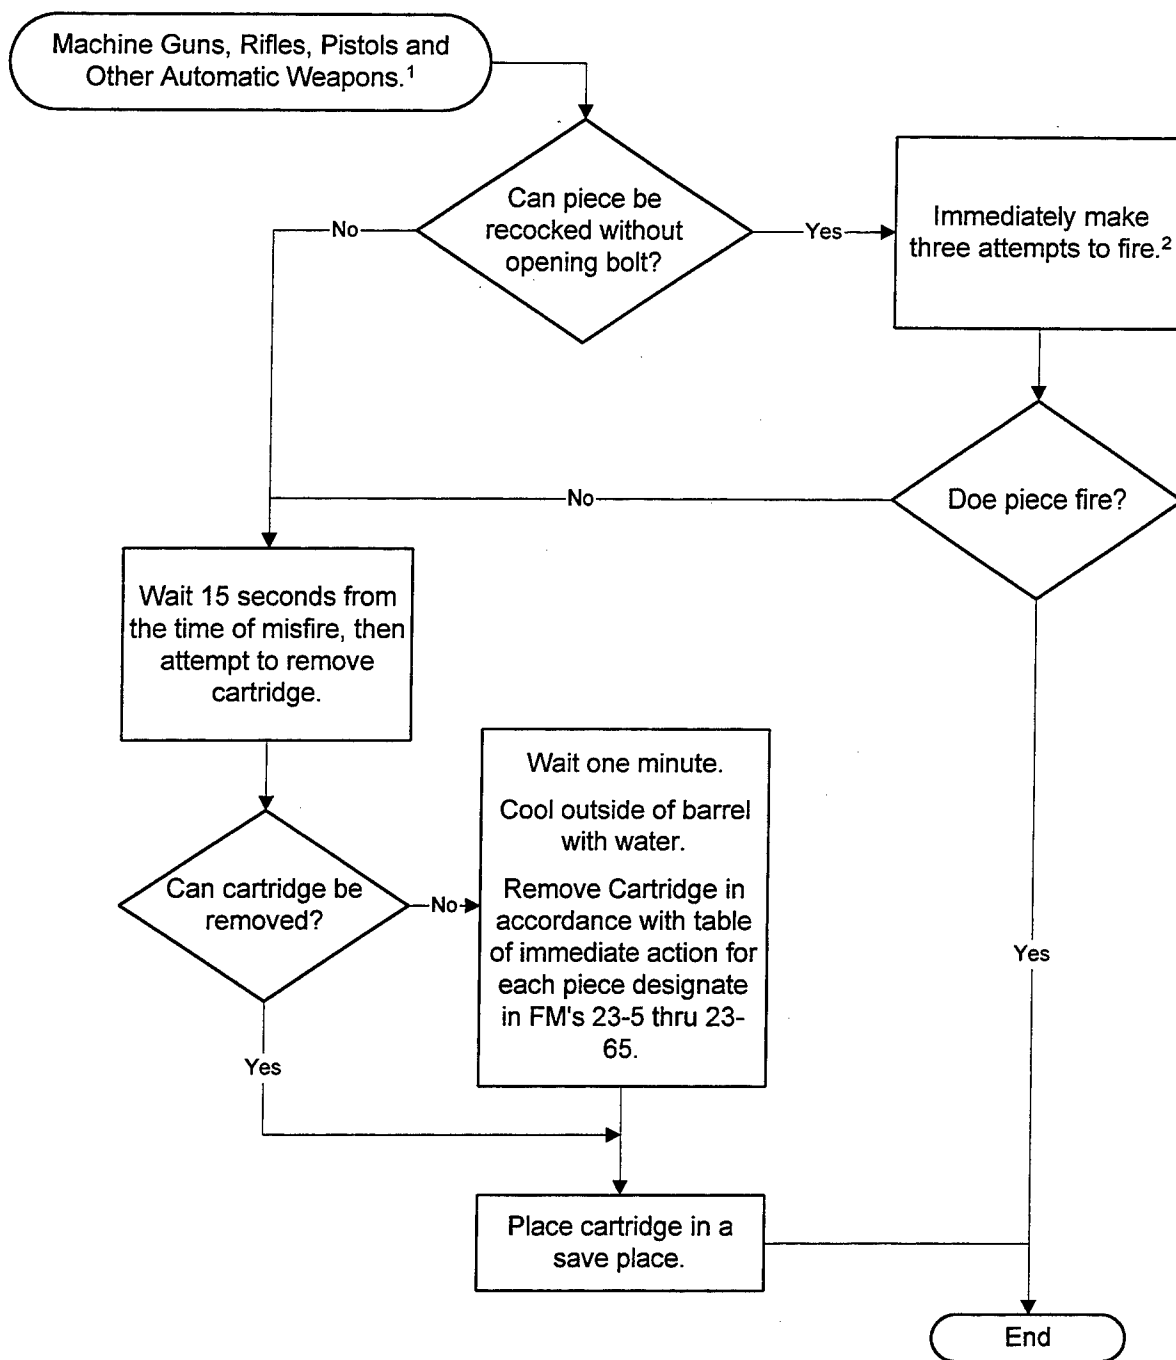 Machine Guns, Rifles, Pistols and
Other Automatic Weapons.¹
Can piece be
recocked without
opening bolt?
No
Yes
Immediately make
three attempts to fire.²
Doe piece fire?
No
Wait 15 seconds from
the time of misfire, then
attempt to remove
cartridge.
Can cartridge be
removed?
No
Wait one minute.
Cool outside of barrel
with water.
Remove Cartridge in
accordance with table
of immediate action for
each piece designate
in FM's 23-5 thru 23-
65.
Yes
Yes
Place cartridge in a
save place.
End